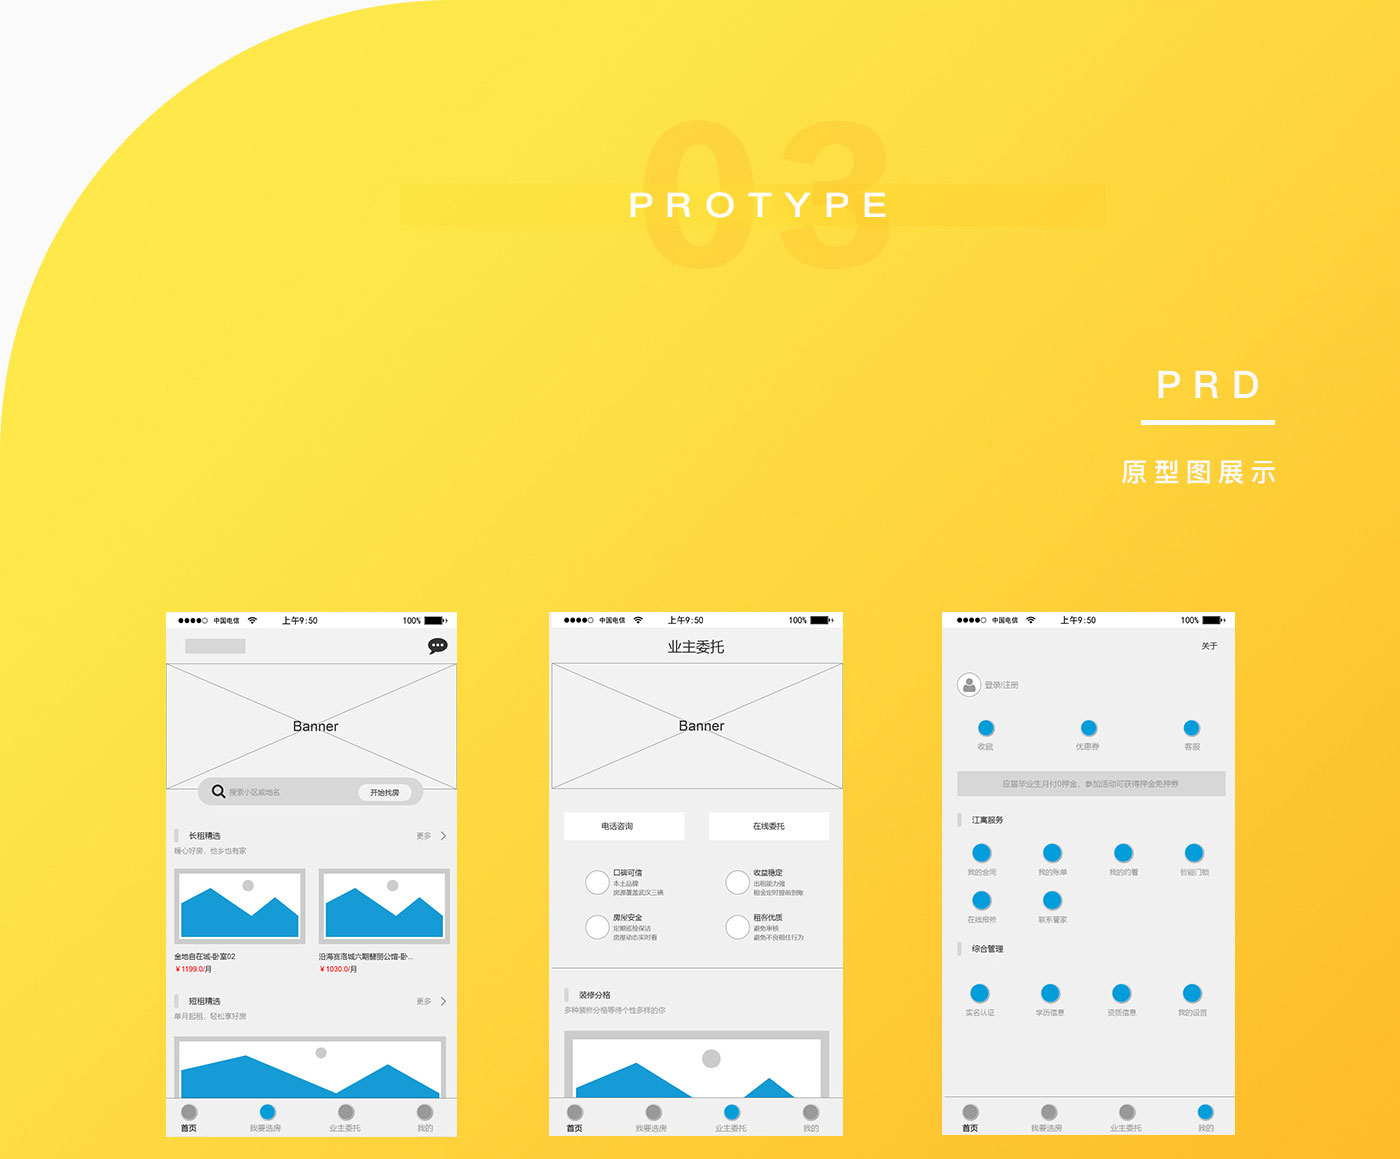 03
PROTYPE
PRD
原型图展示
中国电信 上午9:50 100%
Banner
搜索小区或地名 开始找房
长租精选 更多
暖心好房，他乡也有家
金地自在城-卧室02 沿海赛洛城六期馨丽公馆-卧...
¥1199.0/月 ¥1030.0/月
短租精选 更多
单月起租，轻松享好房
首页 我要选房 业主委托 我的
中国电信 上午9:50 100%
业主委托
Banner
电话咨询 在线委托
口碑可信 收益稳定
本土品牌 出租能力强
房源覆盖武汉三镇 租金定时提前到账
房屋安全 租客优质
定期巡检保洁 避免审核
房屋动态实时看 避免不良租住行为
装修分格
多种装修分格等待个性多样的你
首页 我要选房 业主委托 我的
中国电信 上午9:50 100%
关于
登录/注册
收藏 优惠券 客服
应届毕业生月付0押金，参加活动可获得押金免押券
江寓服务
我的合同 我的账单 我的约看 智能门锁
在线报修 联系管家
综合管理
实名认证 学历信息 资质信息 我的设置
首页 我要选房 业主委托 我的